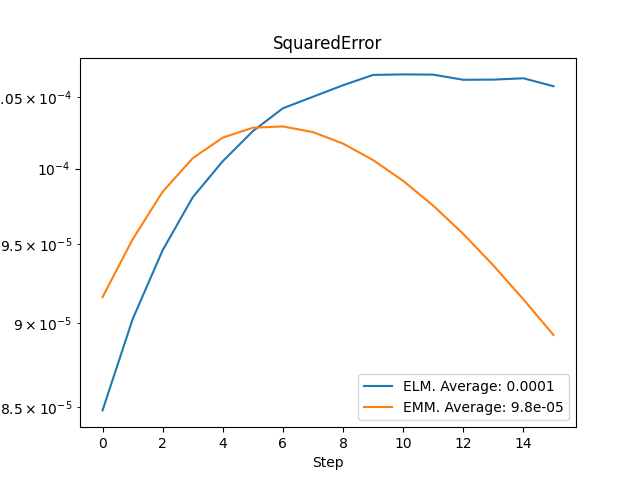 SquaredError
.05 × 10⁻⁴
10⁻⁴
9.5 × 10⁻⁵
9 × 10⁻⁵
8.5 × 10⁻⁵
ELM. Average: 0.0001
EMM. Average: 9.8e-05
0 2 4 6 8 10 12 14
Step